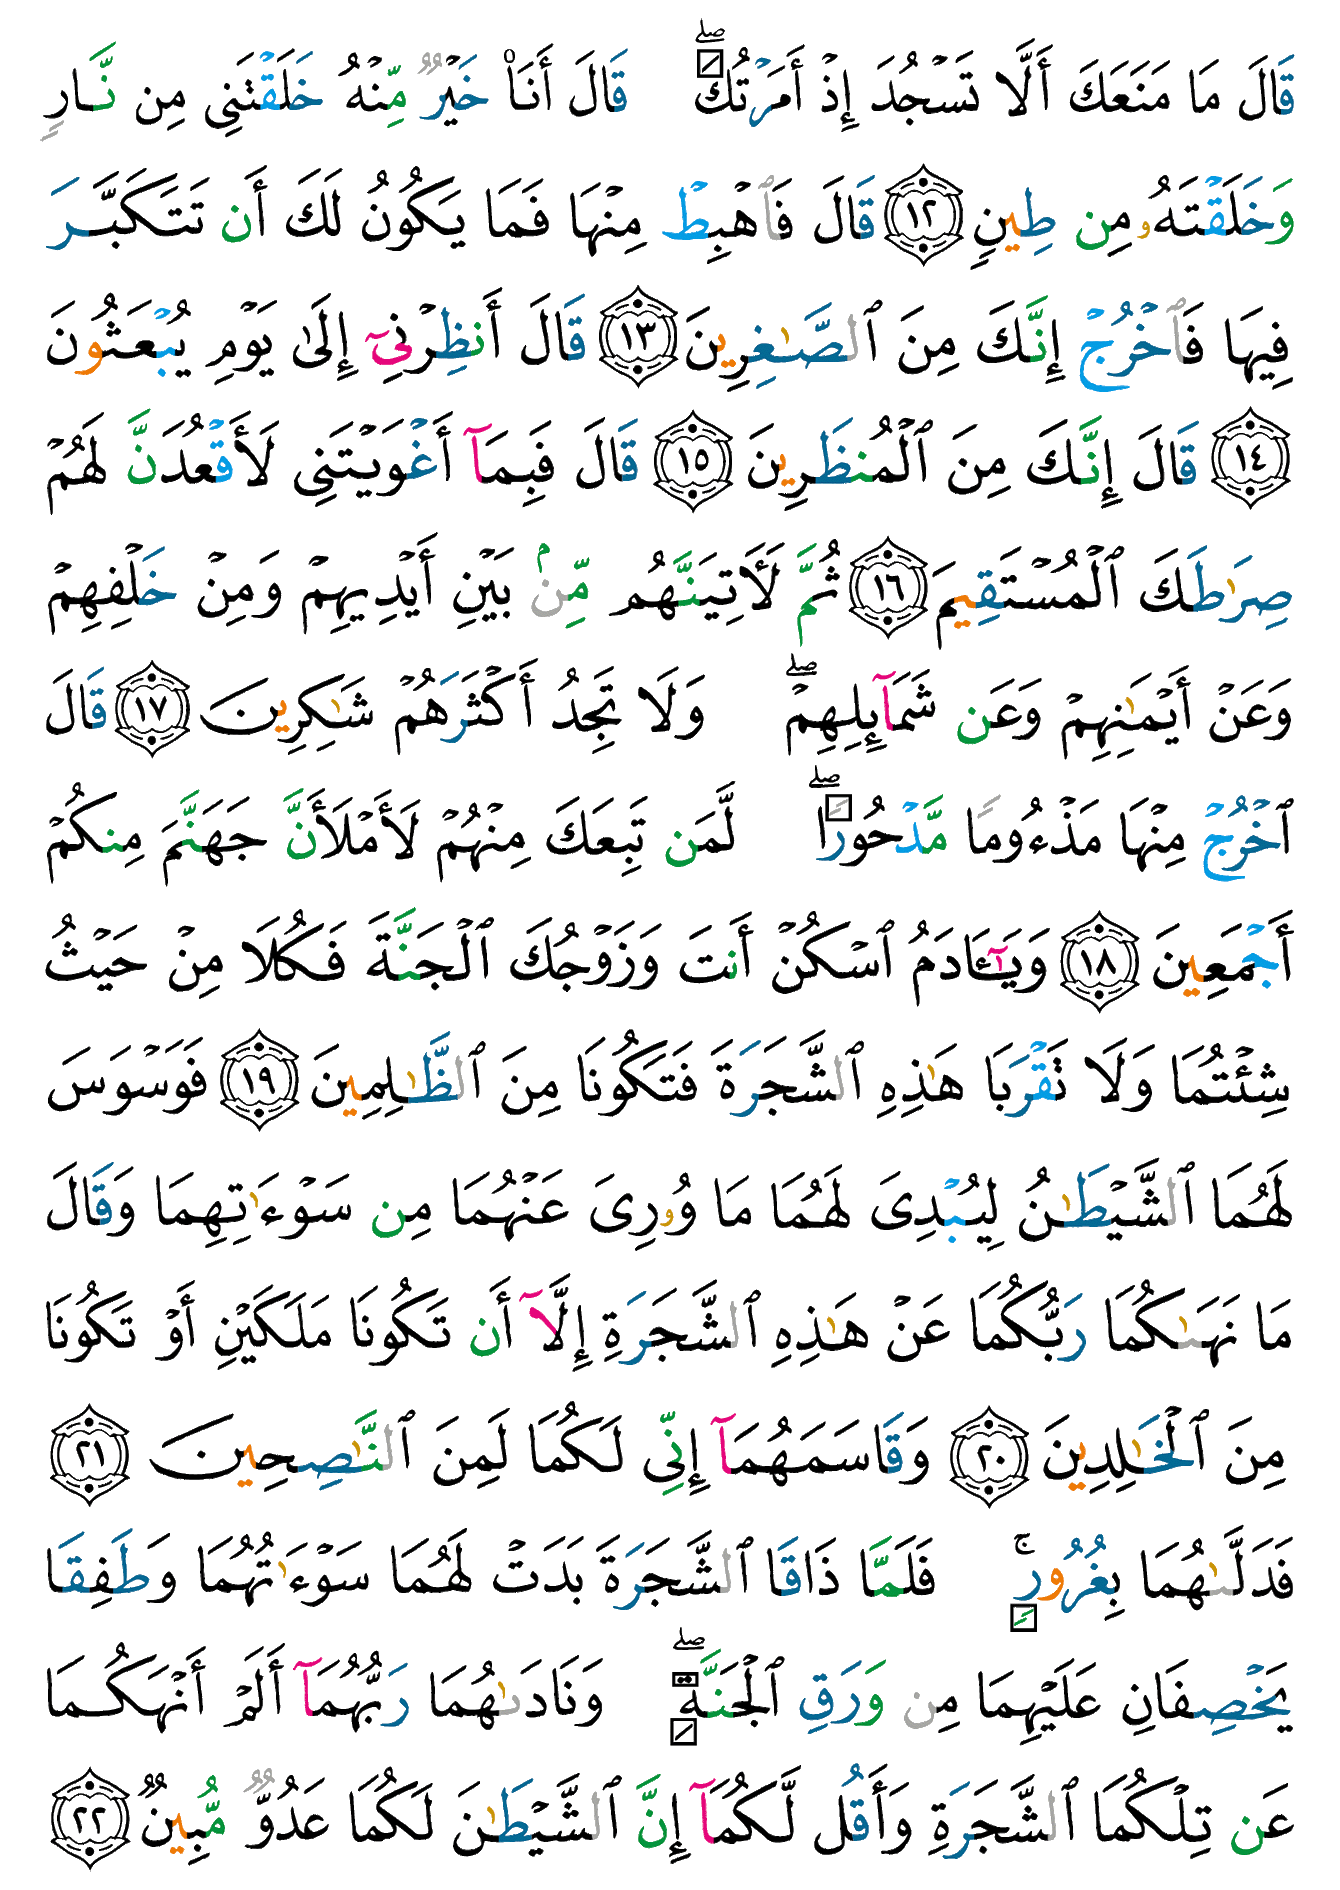 قَالَ مَا مَنَعَكَ أَلَّا تَسْجُدَ إِذْ أَمَرْتُكَ ۖ قَالَ أَنَا۠ خَيْرٌ مِّنْهُ خَلَقْتَنِى مِن نَّارٍ
وَخَلَقْتَهُۥ مِن طِينٍ ١٢ قَالَ فَٱهْبِطْ مِنْهَا فَمَا يَكُونُ لَكَ أَن تَتَكَبَّرَ
فِيهَا فَٱخْرُجْ إِنَّكَ مِنَ ٱلصَّـٰغِرِينَ ١٣ قَالَ أَنظِرْنِىٓ إِلَىٰ يَوْمِ يُبْعَثُونَ
١٤ قَالَ إِنَّكَ مِنَ ٱلْمُنظَرِينَ ١٥ قَالَ فَبِمَآ أَغْوَيْتَنِى لَأَقْعُدَنَّ لَهُمْ
صِرَٰطَكَ ٱلْمُسْتَقِيمَ ١٦ ثُمَّ لَـَٔاتِيَنَّهُم مِّنۢ بَيْنِ أَيْدِيهِمْ وَمِنْ خَلْفِهِمْ
وَعَنْ أَيْمَـٰنِهِمْ وَعَن شَمَآئِلِهِمْ ۖ وَلَا تَجِدُ أَكْثَرَهُمْ شَـٰكِرِينَ ١٧ قَالَ
ٱخْرُجْ مِنْهَا مَذْءُومًا مَّدْحُورًا ۖ لَّمَن تَبِعَكَ مِنْهُمْ لَأَمْلَأَنَّ جَهَنَّمَ مِنكُمْ
أَجْمَعِينَ ١٨ وَيَـٰٓـَٔادَمُ ٱسْكُنْ أَنتَ وَزَوْجُكَ ٱلْجَنَّةَ فَكُلَا مِنْ حَيْثُ
شِئْتُمَا وَلَا تَقْرَبَا هَـٰذِهِ ٱلشَّجَرَةَ فَتَكُونَا مِنَ ٱلظَّـٰلِمِينَ ١٩ فَوَسْوَسَ
لَهُمَا ٱلشَّيْطَـٰنُ لِيُبْدِىَ لَهُمَا مَا وُۥرِىَ عَنْهُمَا مِن سَوْءَٰتِهِمَا وَقَالَ
مَا نَهَىٰكُمَا رَبُّكُمَا عَنْ هَـٰذِهِ ٱلشَّجَرَةِ إِلَّآ أَن تَكُونَا مَلَكَيْنِ أَوْ تَكُونَا
مِنَ ٱلْخَـٰلِدِينَ ٢٠ وَقَاسَمَهُمَآ إِنِّى لَكُمَا لَمِنَ ٱلنَّـٰصِحِينَ ٢١
فَدَلَّىٰهُمَا بِغُرُورٍ ۚ فَلَمَّا ذَاقَا ٱلشَّجَرَةَ بَدَتْ لَهُمَا سَوْءَٰتُهُمَا وَطَفِقَا
يَخْصِفَانِ عَلَيْهِمَا مِن وَرَقِ ٱلْجَنَّةِ ۖ وَنَادَىٰهُمَا رَبُّهُمَآ أَلَمْ أَنْهَكُمَا
عَن تِلْكُمَا ٱلشَّجَرَةِ وَأَقُل لَّكُمَآ إِنَّ ٱلشَّيْطَـٰنَ لَكُمَا عَدُوٌّ مُّبِينٌ ٢٢